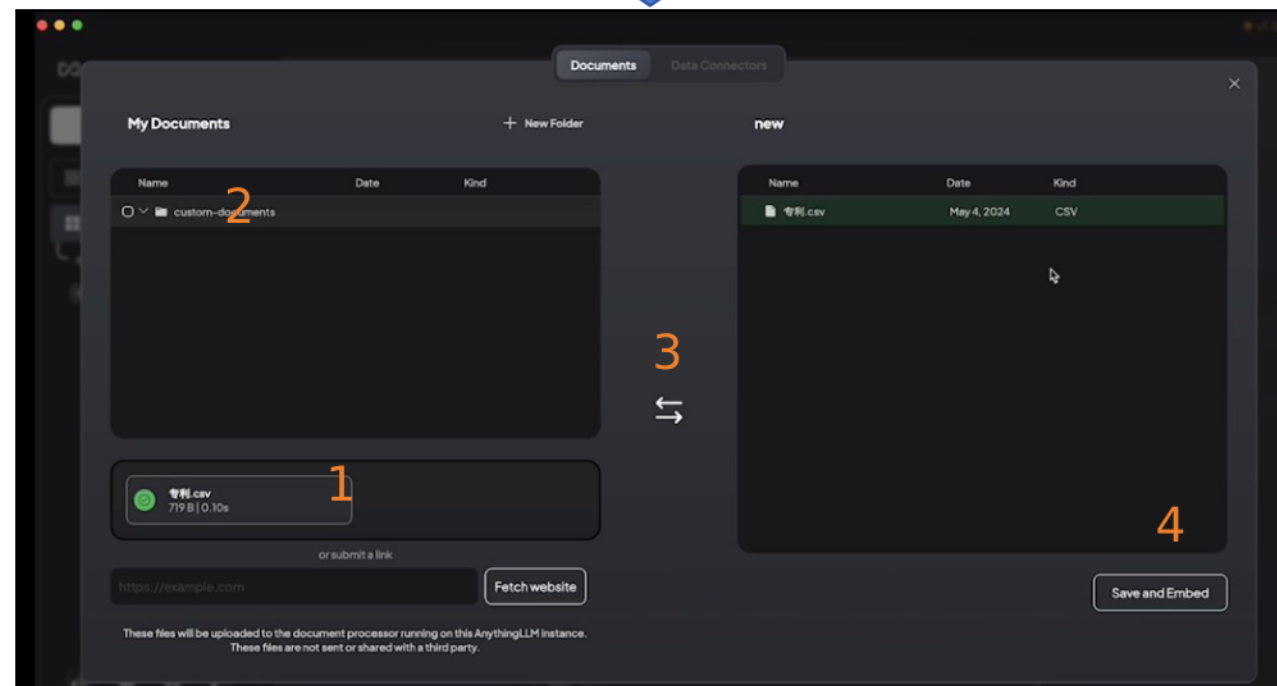 Documents Data Connectors
My Documents
+ New Folder
new
Name Date Kind
custom-documents
2
Name Date Kind
专利.csv May 4, 2024 CSV
3
1
专利.csv
719 B | 0.10s
4
or submit a link
https://example.com
Fetch website
Save and Embed
These files will be uploaded to the document processor running on this AnythingLLM instance.
These files are not sent or shared with a third party.